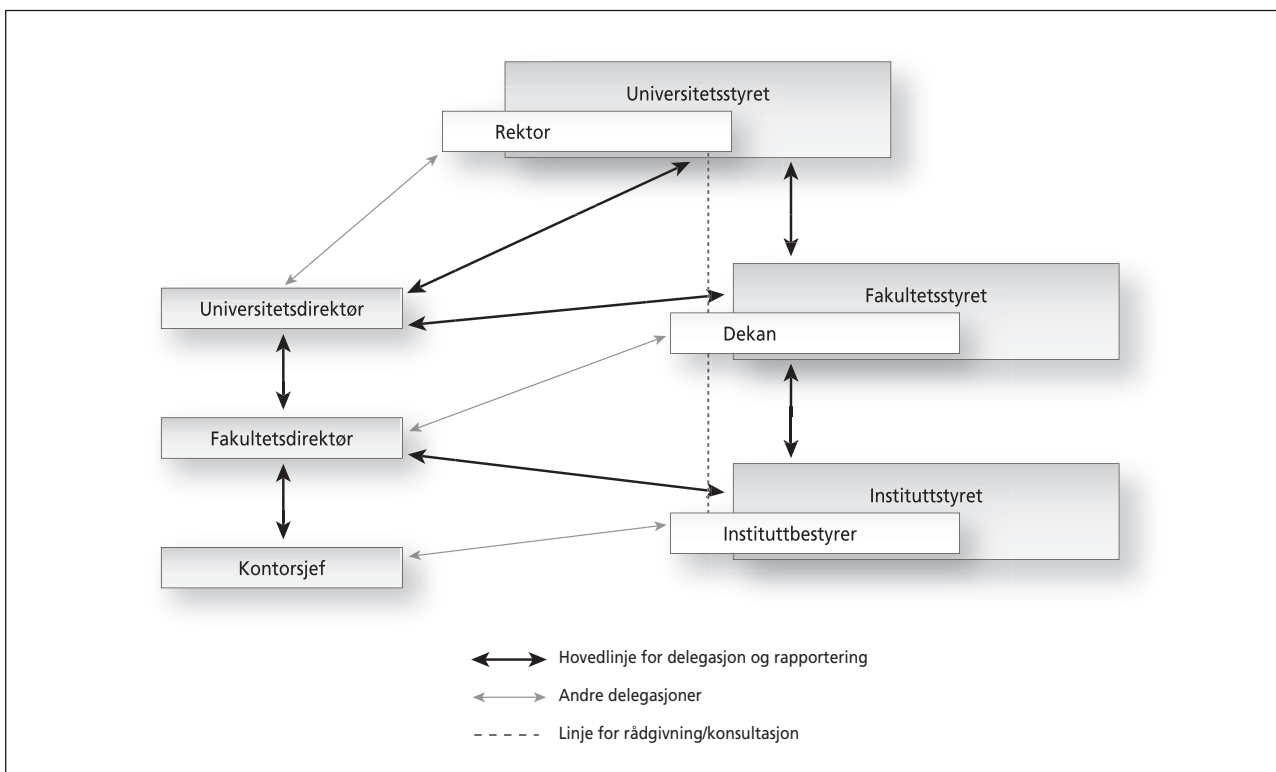 Universitetsstyret
Rektor
Universitetsdirektør
Fakultetsstyret
Dekan
Fakultetsdirektør
Instituttstyret
Instituttbestyrer
Kontorsjef
Hovedlinje for delegasjon og rapportering
Andre delegasjoner
Linje for rådgivning/konsultasjon